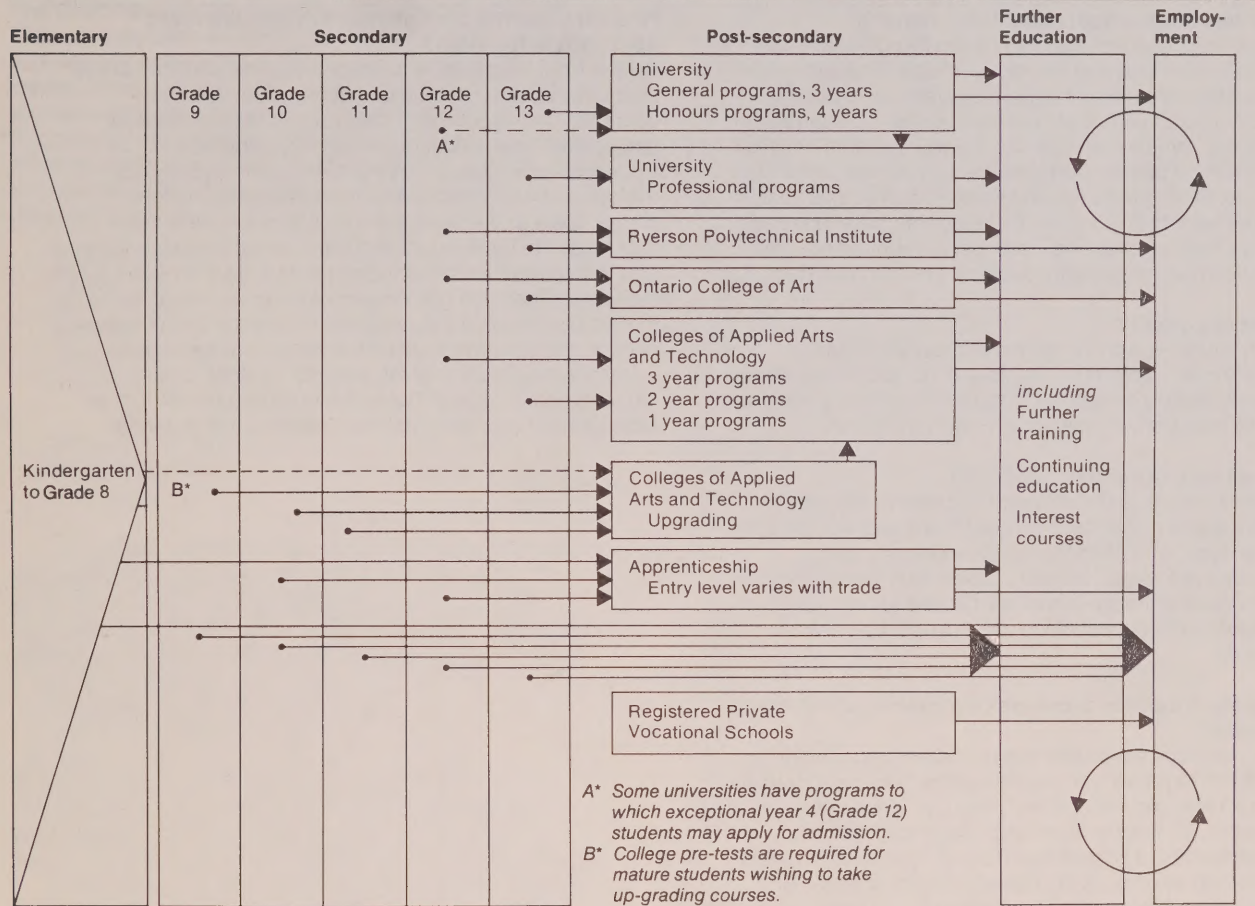 Elementary
Secondary
Post-secondary
Further
Education
Employ-
ment
Grade
9
Grade
10
Grade
11
Grade
12
Grade
13
A*
University
General programs, 3 years
Honours programs, 4 years
University
Professional programs
Ryerson Polytechnical Institute
Ontario College of Art
Colleges of Applied Arts
and Technology
3 year programs
2 year programs
1 year programs
including
Further
training
Continuing
education
Interest
courses
Kindergarten
to Grade 8
B*
Colleges of Applied
Arts and Technology
Upgrading
Apprenticeship
Entry level varies with trade
Registered Private
Vocational Schools
A* Some universities have programs to
which exceptional year 4 (Grade 12)
students may apply for admission.
B* College pre-tests are required for
mature students wishing to take
up-grading courses.